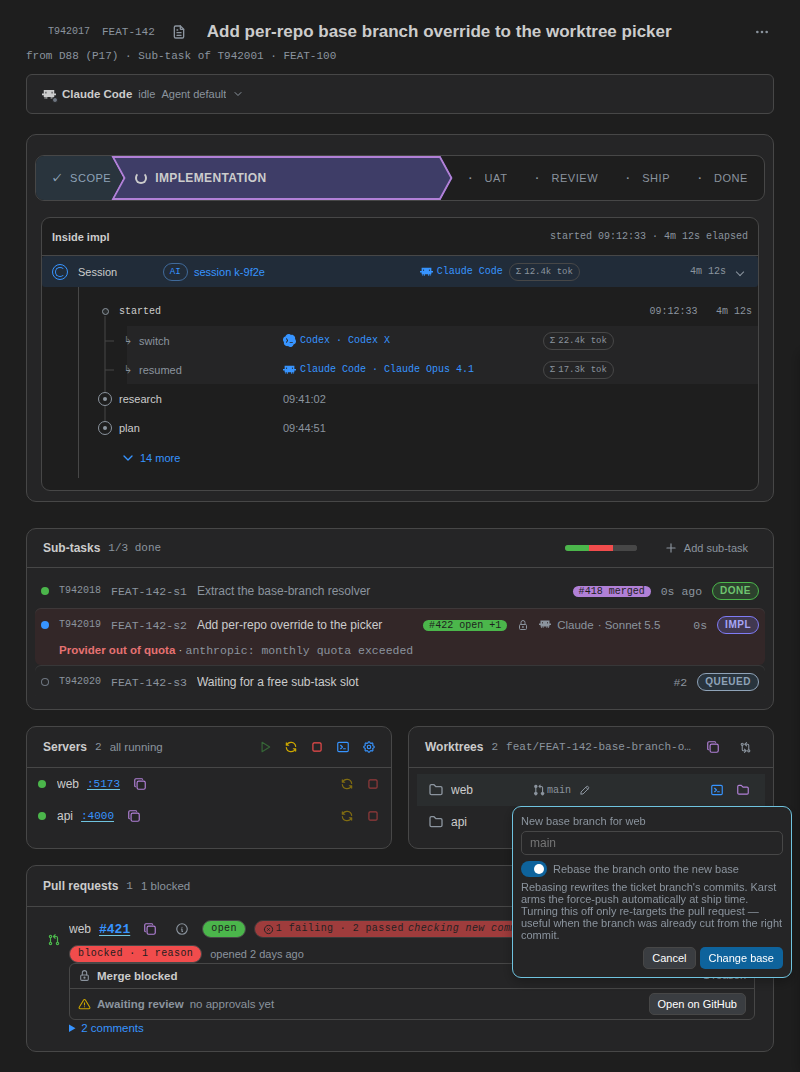 T942017 FEAT-142 Add per-repo base branch override to the worktree picker
from D88 (P17) · Sub-task of T942001 · FEAT-100
Claude Code idle Agent default
SCOPE IMPLEMENTATION · UAT · REVIEW · SHIP · DONE
Inside impl started 09:12:33 · 4m 12s elapsed
Session AI session k-9f2e Claude Code Σ 12.4k tok 4m 12s
started 09:12:33 4m 12s
↳ switch Codex · Codex X Σ 22.4k tok
↳ resumed Claude Code · Claude Opus 4.1 Σ 17.3k tok
research 09:41:02
plan 09:44:51
14 more
Sub-tasks 1/3 done Add sub-task
T942018 FEAT-142-s1 Extract the base-branch resolver #418 merged 0s ago DONE
T942019 FEAT-142-s2 Add per-repo override to the picker #422 open +1 Claude · Sonnet 5.5 0s IMPL
Provider out of quota · anthropic: monthly quota exceeded
T942020 FEAT-142-s3 Waiting for a free sub-task slot #2 QUEUED
Servers 2 all running
web :5173
api :4000
Worktrees 2 feat/FEAT-142-base-branch-o…
web main
api
New base branch for web
main
Rebase the branch onto the new base
Rebasing rewrites the ticket branch's commits. Karst
arms the force-push automatically at ship time.
Turning this off only re-targets the pull request —
useful when the branch was already cut from the right
commit.
Cancel Change base
Pull requests 1 1 blocked
web #421 open 1 failing · 2 passed checking new com
blocked · 1 reason opened 2 days ago
Merge blocked
Awaiting review no approvals yet Open on GitHub
2 comments